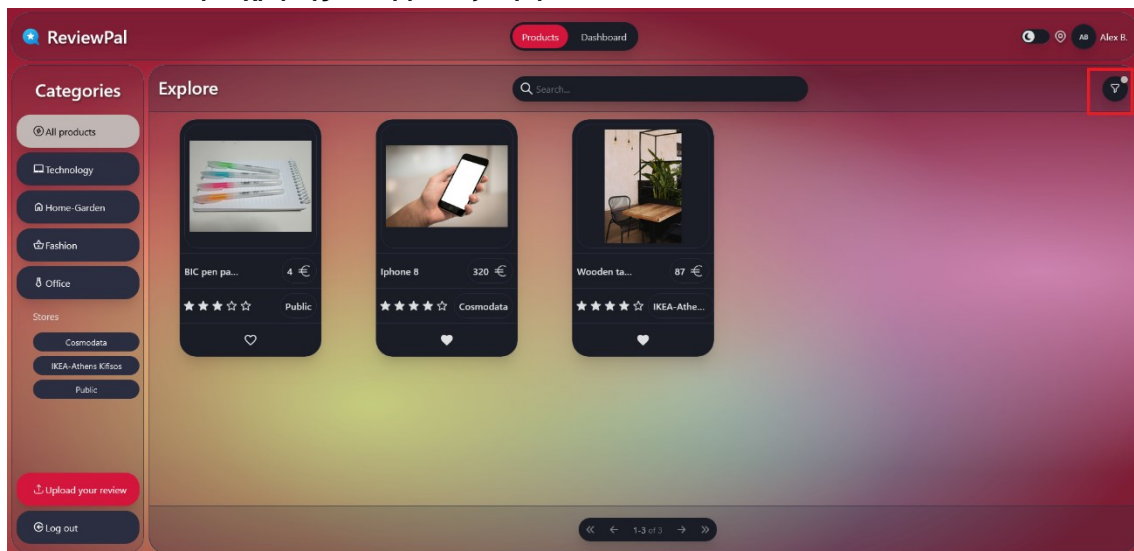 ReviewPal
Products Dashboard
AB Alex B.
Categories
All products
Technology
Home-Garden
Fashion
Office
Stores
Cosmodata
IKEA-Athens Kifisos
Public
Upload your review
Log out
Explore
Search...
BIC pen pa... 4 €
Public
Iphone 8 320 €
Cosmodata
Wooden ta... 87 €
IKEA-Athe...
1-3 of 3